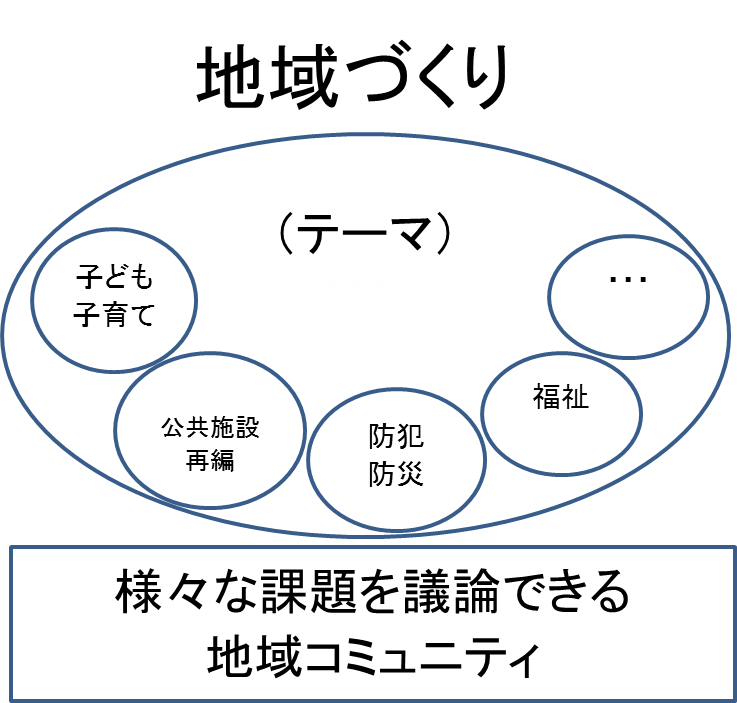 地域づくり
（テーマ）
子ども
子育て
公共施設
再編
防犯
防災
福祉
・・・
様々な課題を議論できる
地域コミュニティ